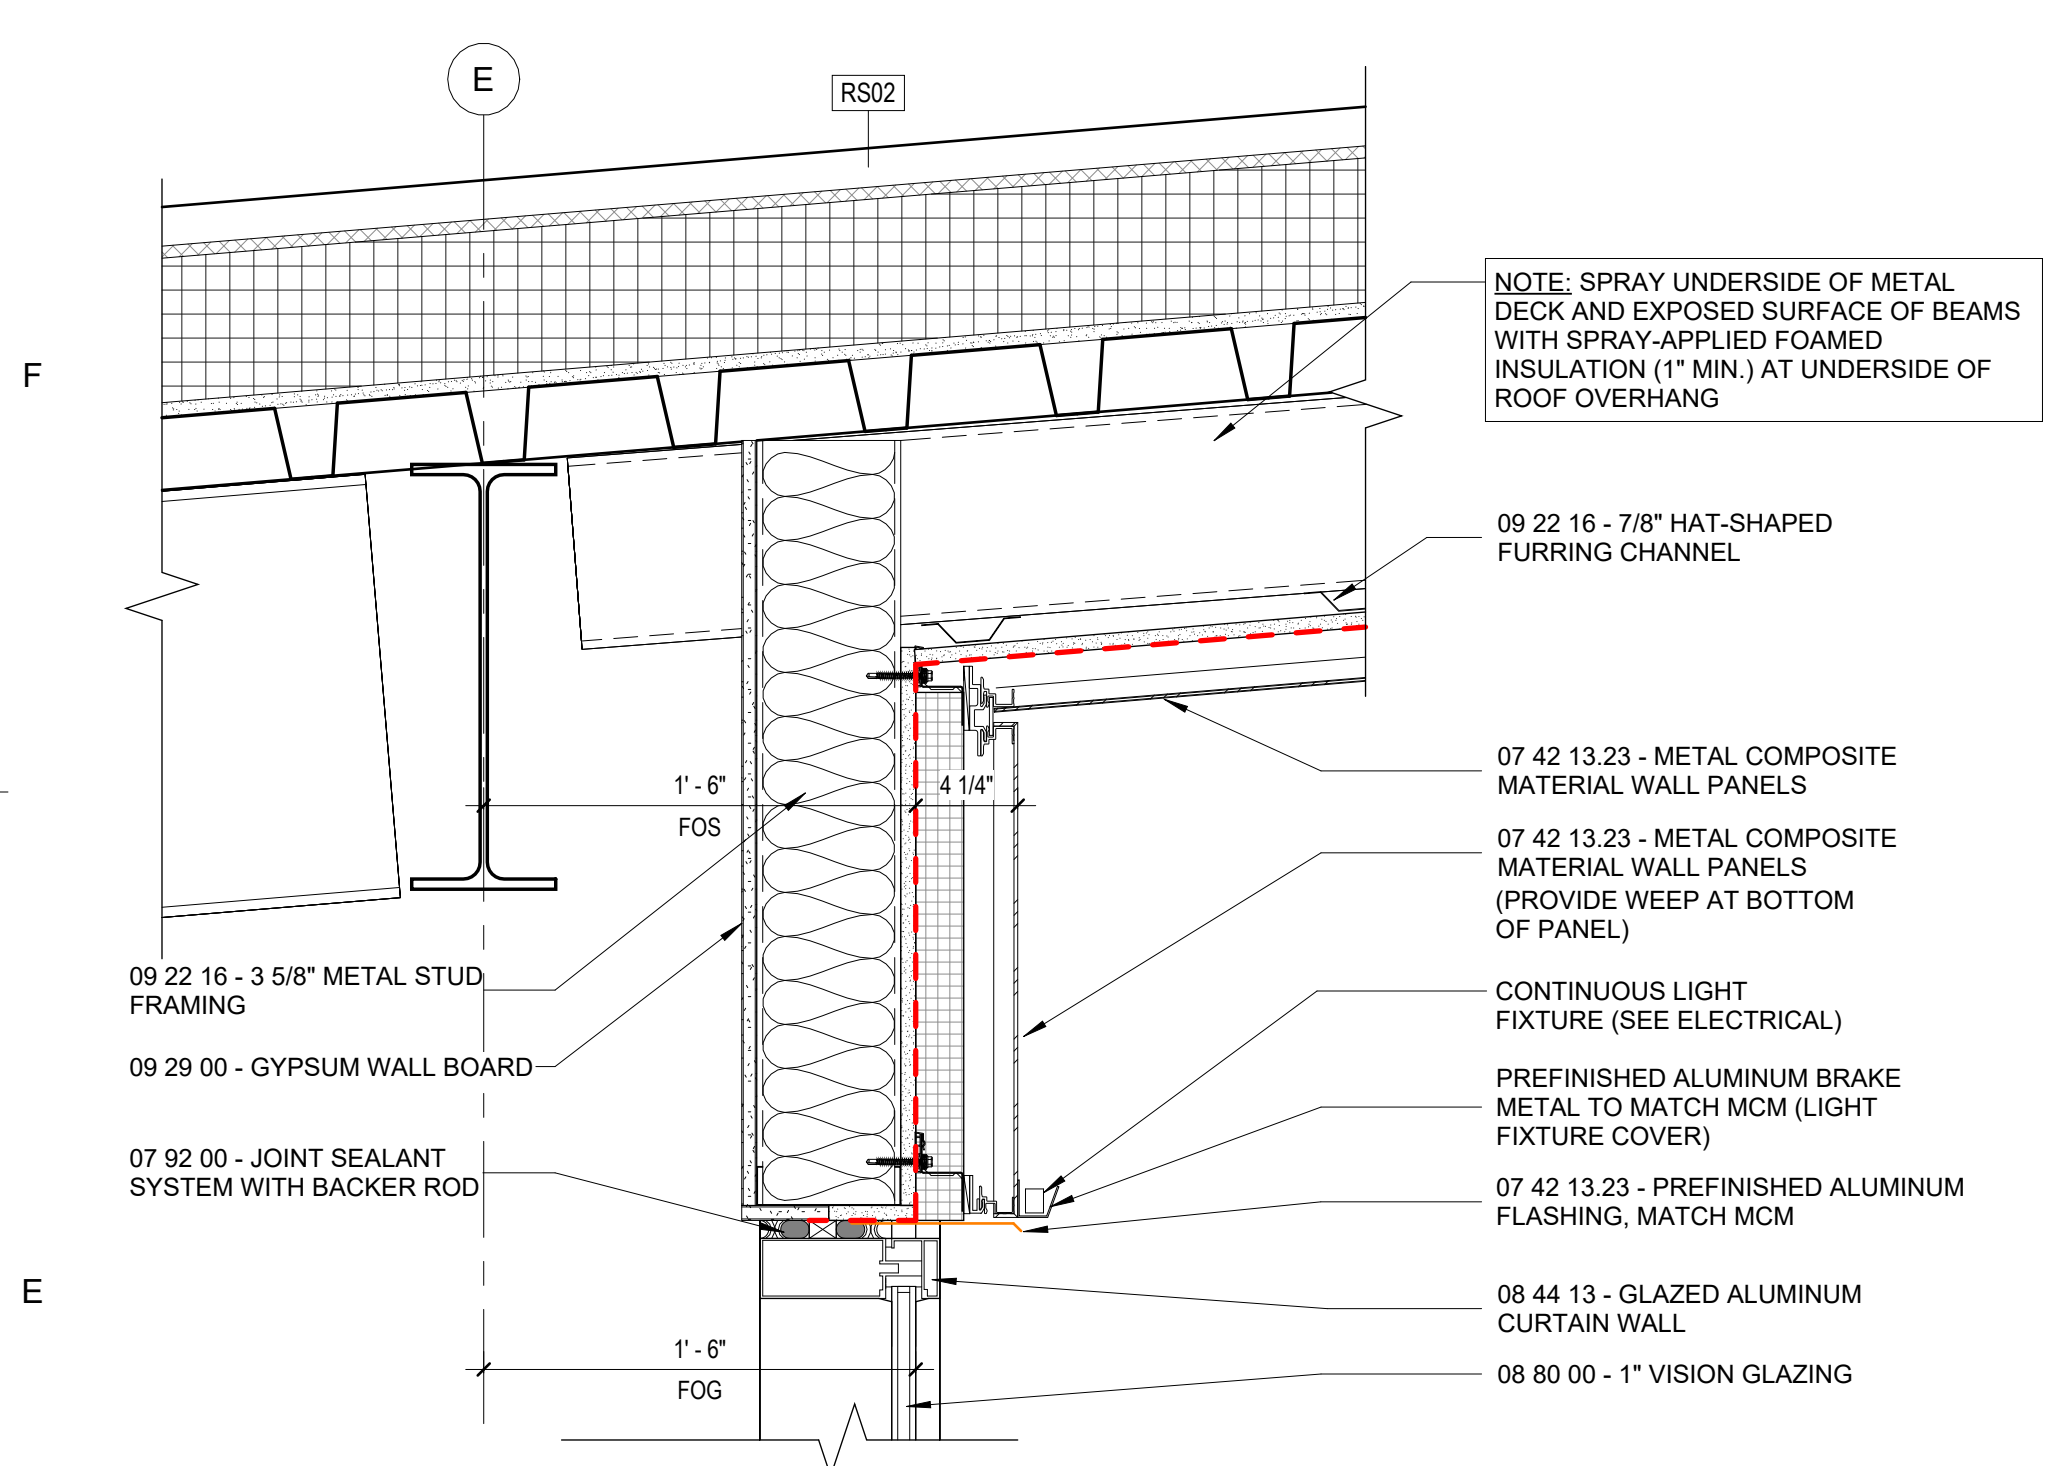 E
RS02
NOTE: SPRAY UNDERSIDE OF METAL
DECK AND EXPOSED SURFACE OF BEAMS
WITH SPRAY-APPLIED FOAMED
INSULATION (1" MIN.) AT UNDERSIDE OF
ROOF OVERHANG
F
09 22 16 - 7/8" HAT-SHAPED
FURRING CHANNEL
07 42 13.23 - METAL COMPOSITE
MATERIAL WALL PANELS
1' - 6"
FOS
4 1/4"
07 42 13.23 - METAL COMPOSITE
MATERIAL WALL PANELS
(PROVIDE WEEP AT BOTTOM
OF PANEL)
09 22 16 - 3 5/8" METAL STUD
FRAMING
CONTINUOUS LIGHT
FIXTURE (SEE ELECTRICAL)
09 29 00 - GYPSUM WALL BOARD
PREFINISHED ALUMINUM BRAKE
METAL TO MATCH MCM (LIGHT
FIXTURE COVER)
07 92 00 - JOINT SEALANT
SYSTEM WITH BACKER ROD
07 42 13.23 - PREFINISHED ALUMINUM
FLASHING, MATCH MCM
E
08 44 13 - GLAZED ALUMINUM
CURTAIN WALL
1' - 6"
FOG
08 80 00 - 1" VISION GLAZING